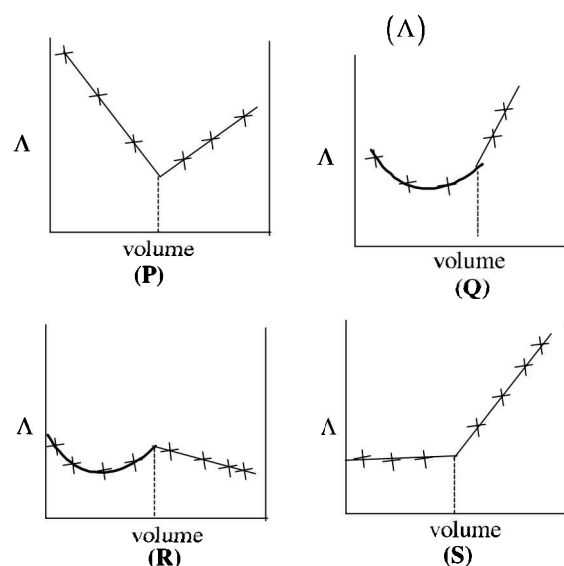 (Λ)
Λ
volume
(P)
Λ
volume
(Q)
Λ
volume
(R)
Λ
volume
(S)